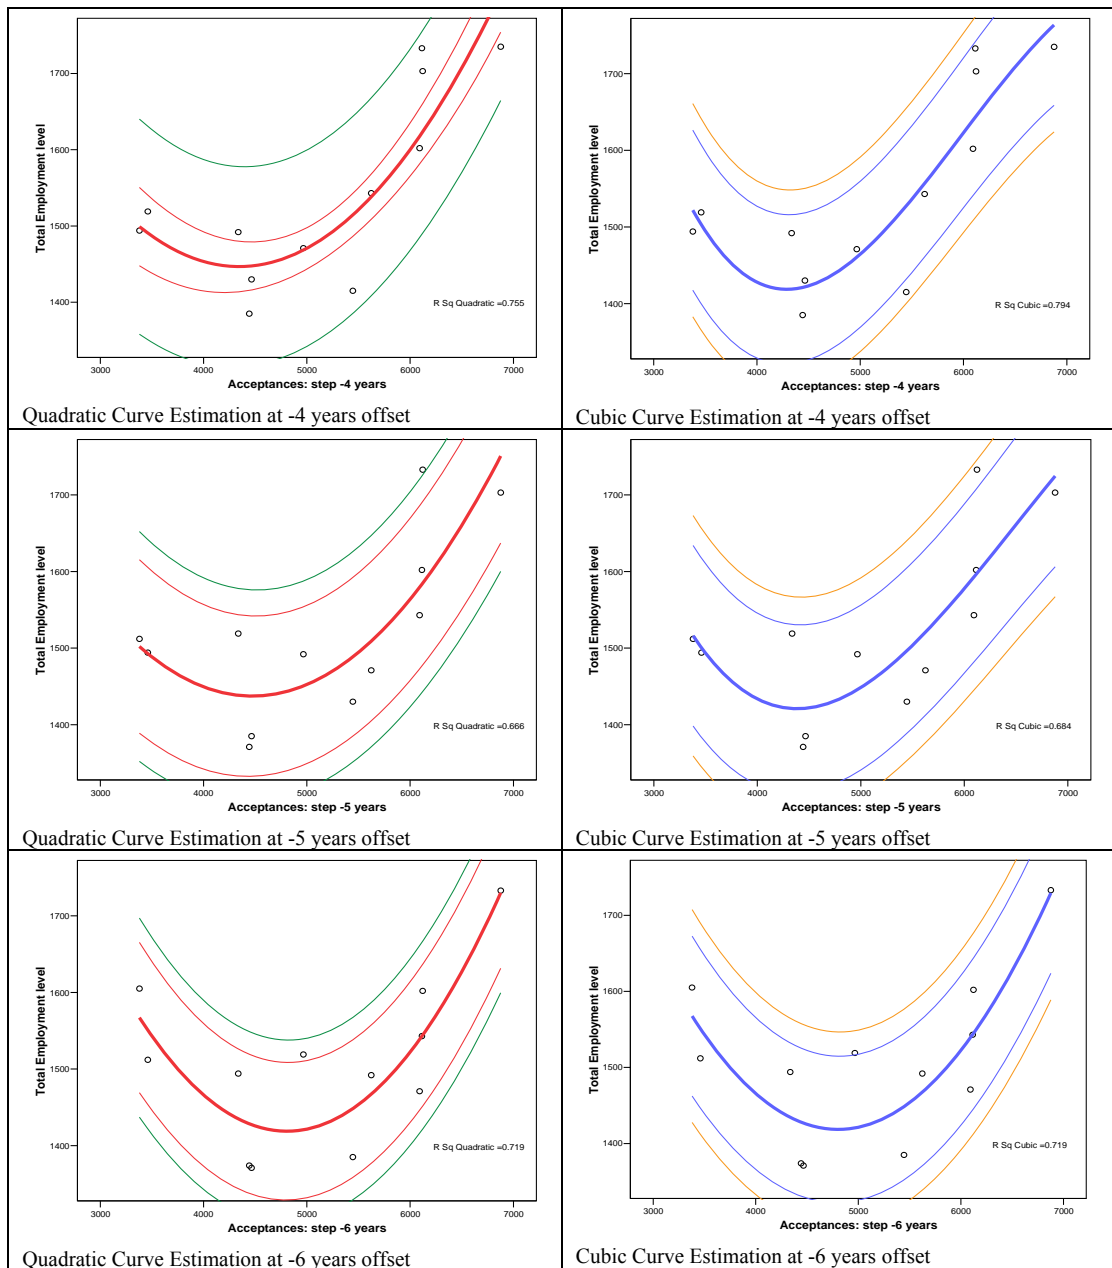 1700
1600
1500
1400
Total Employment level
R Sq Quadratic =0.755
3000 4000 5000 6000 7000
Acceptances: step -4 years
Quadratic Curve Estimation at -4 years offset
1700
1600
1500
1400
Total Employment level
R Sq Cubic =0.794
3000 4000 5000 6000 7000
Acceptances: step -4 years
Cubic Curve Estimation at -4 years offset
1700
1600
1500
1400
Total Employment level
R Sq Quadratic =0.666
3000 4000 5000 6000 7000
Acceptances: step -5 years
Quadratic Curve Estimation at -5 years offset
1700
1600
1500
1400
Total Employment level
R Sq Cubic =0.684
3000 4000 5000 6000 7000
Acceptances: step -5 years
Cubic Curve Estimation at -5 years offset
1700
1600
1500
1400
Total Employment level
R Sq Quadratic =0.719
3000 4000 5000 6000 7000
Acceptances: step -6 years
Quadratic Curve Estimation at -6 years offset
1700
1600
1500
1400
Total Employment level
R Sq Cubic =0.719
3000 4000 5000 6000 7000
Acceptances: step -6 years
Cubic Curve Estimation at -6 years offset